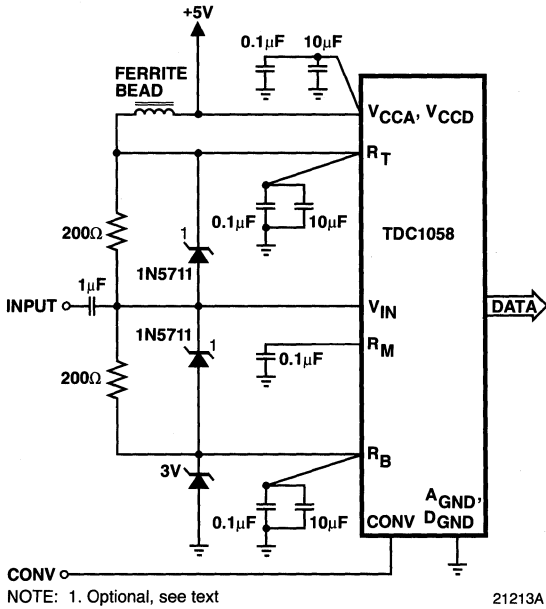 +5V
0.1µF 10µF
FERRITE
BEAD
VCCA, VCCD
RT
0.1µF 10µF
TDC1058
200Ω
1
1N5711
1µF
INPUT
VIN
DATA
1N5711
1
RM
0.1µF
200Ω
RB
3V
0.1µF 10µF
AGND,
CONV DGND
CONV
NOTE: 1. Optional, see text
21213A